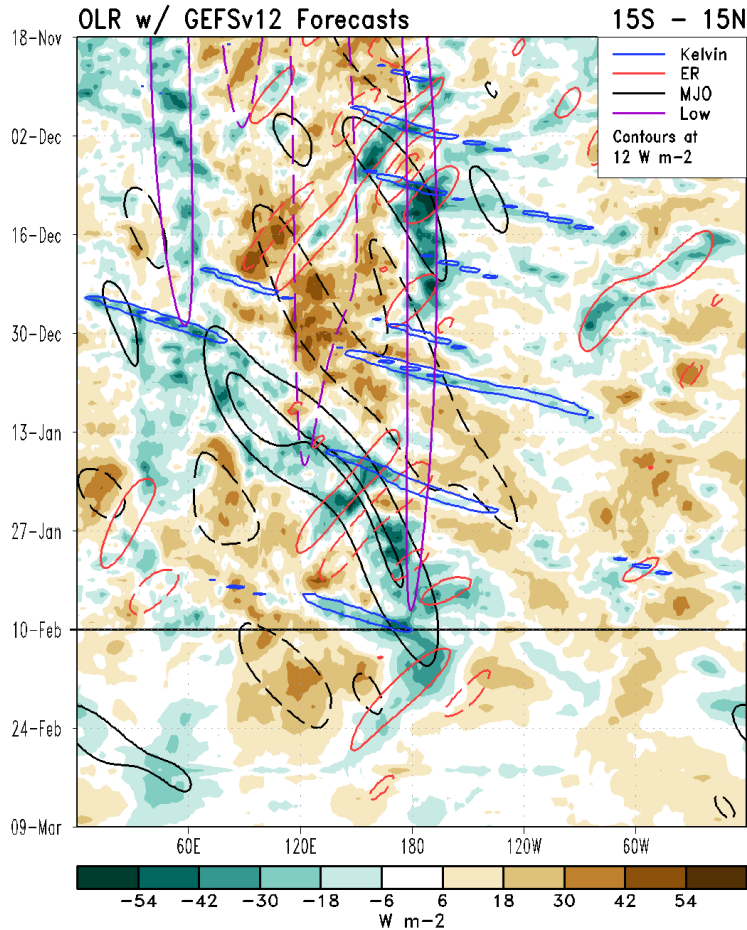 OLR w/ GEFSv12 Forecasts 15S - 15N
18-Nov
02-Dec
16-Dec
30-Dec
13-Jan
27-Jan
10-Feb
24-Feb
09-Mar
Kelvin
ER
MJO
Low
Contours at
12 W m-2
60E 120E 180 120W 60W
-54 -42 -30 -18 -6 6 18 30 42 54
W m-2